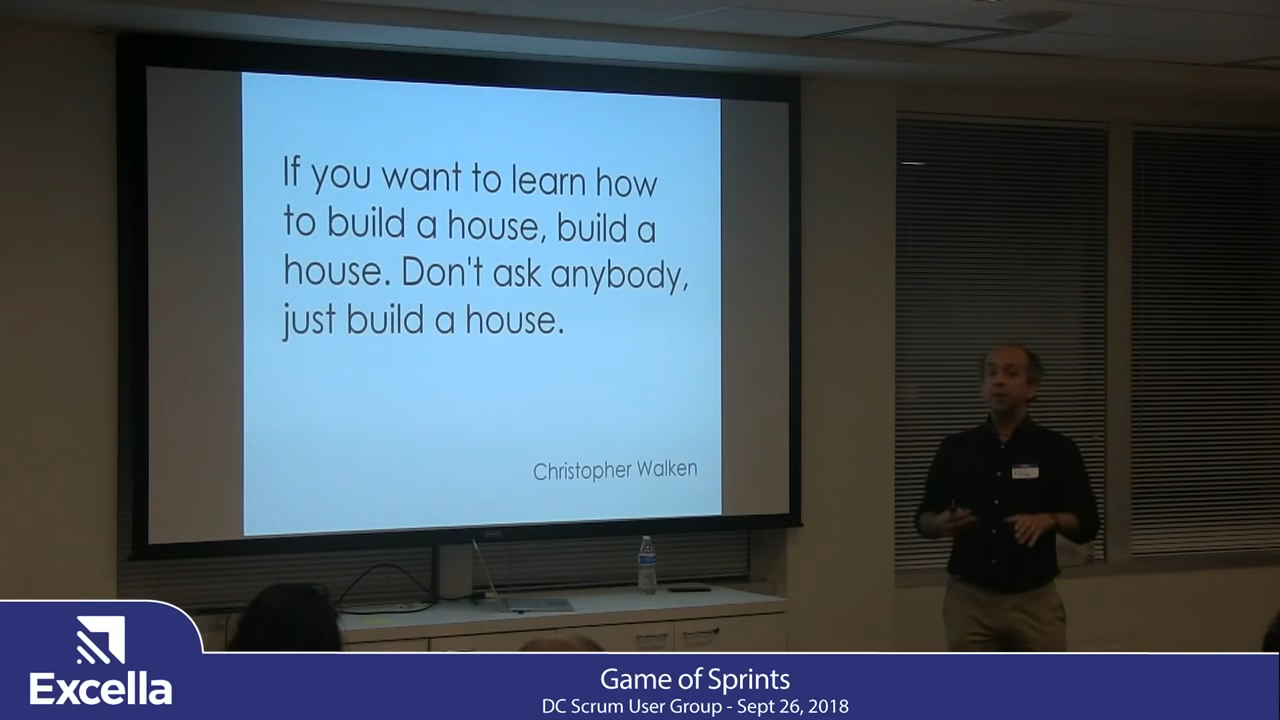 If you want to learn how
to build a house, build a
house. Don't ask anybody,
just build a house.
Christopher Walken
Excella
Game of Sprints
DC Scrum User Group - Sept 26, 2018